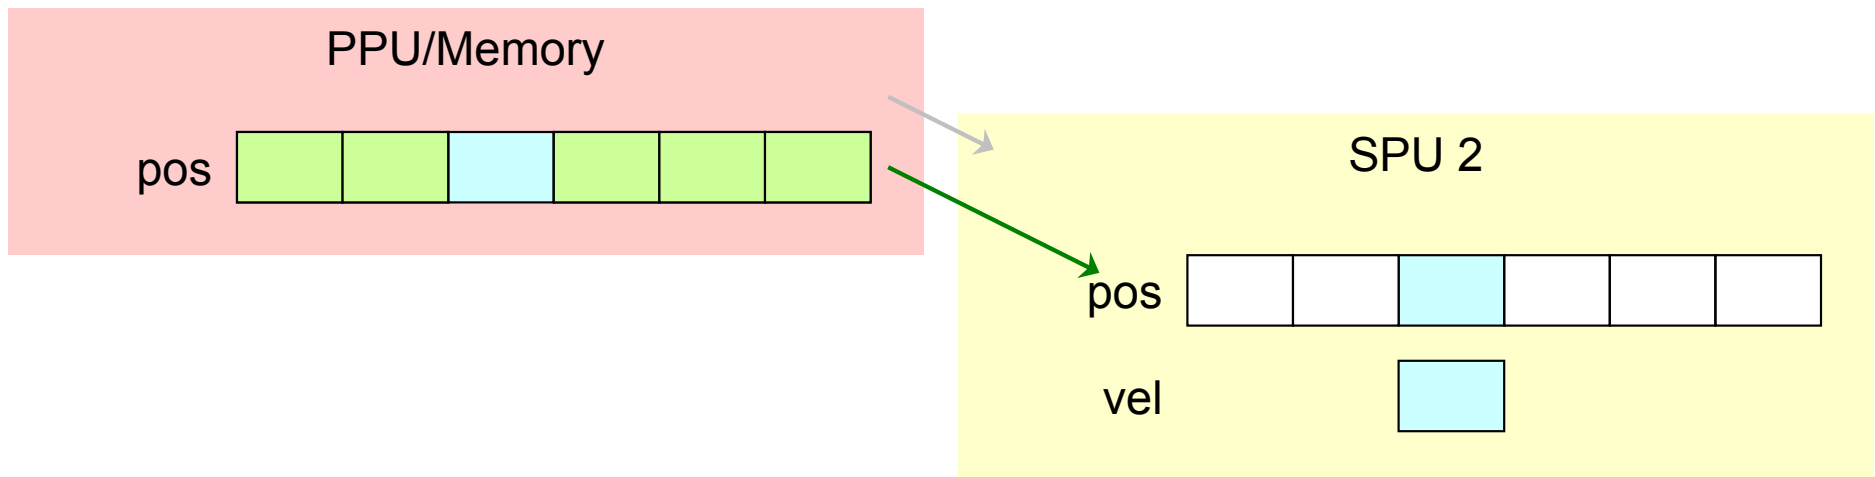 PPU/Memory
pos
SPU 2
pos
vel